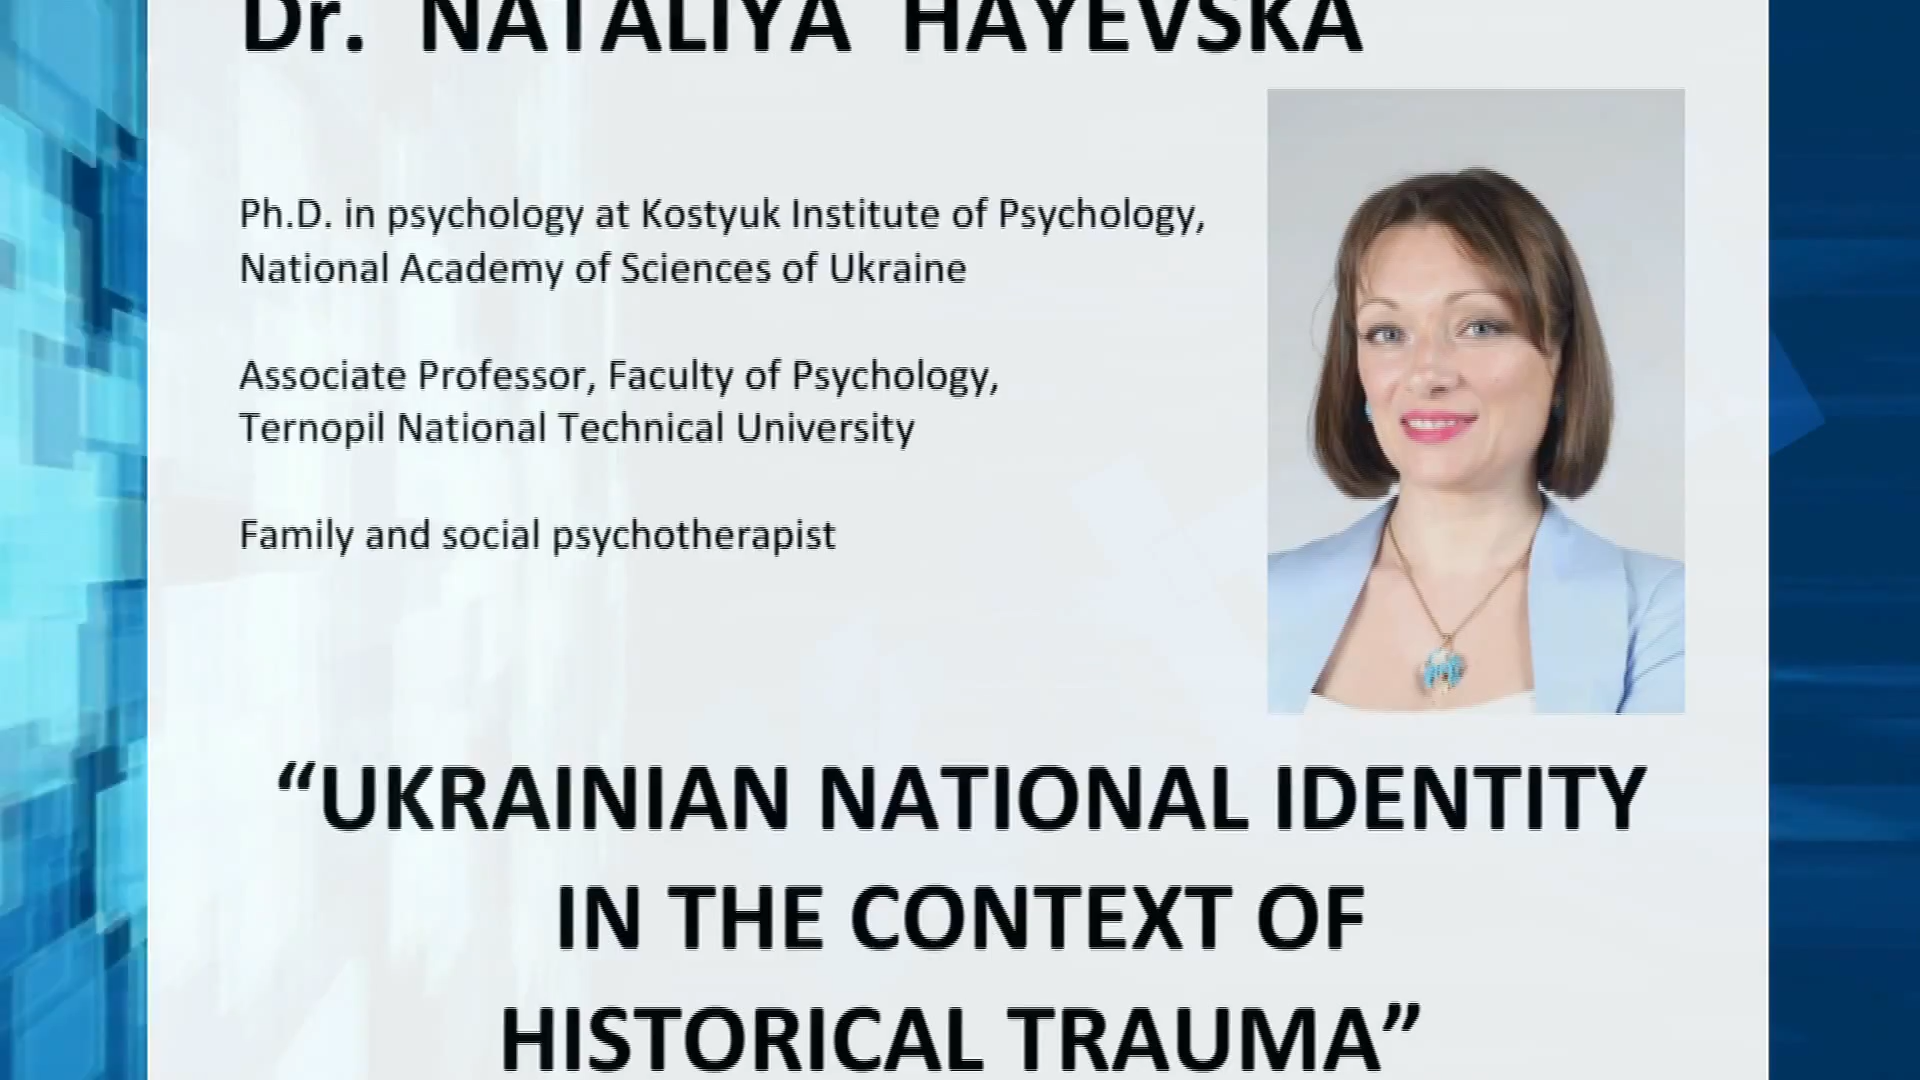 Dr. NATALIYA HAYEVSKA
Ph.D. in psychology at Kostyuk Institute of Psychology,
National Academy of Sciences of Ukraine
Associate Professor, Faculty of Psychology,
Ternopil National Technical University
Family and social psychotherapist
“UKRAINIAN NATIONAL IDENTITY
IN THE CONTEXT OF
HISTORICAL TRAUMA”